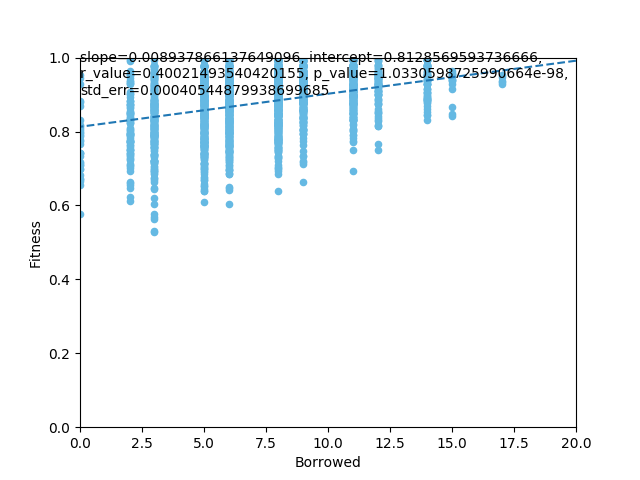 slope=0.008937866137649096, intercept=0.8128569593736666,
r_value=0.40021493540420155, p_value=1.0330598725990664e-98,
std_err=0.00040544879938699685
1.0
0.8
0.6
0.4
0.2
0.0
Fitness
0.0 2.5 5.0 7.5 10.0 12.5 15.0 17.5 20.0
Borrowed